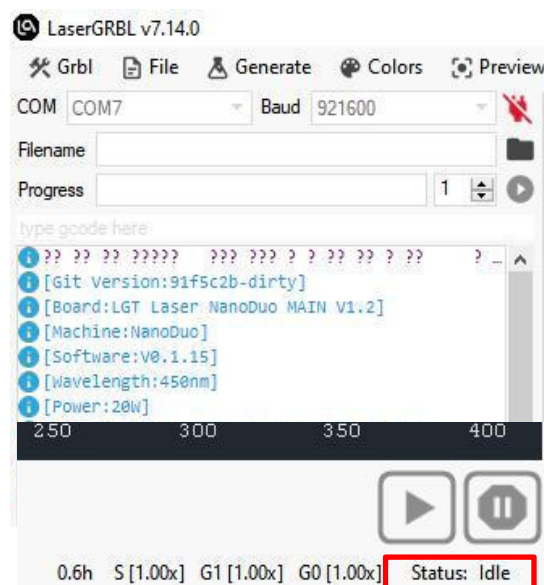 LaserGRBL v7.14.0
Grbl File Generate Colors Preview
COM COM7 Baud 921600
Filename
Progress 1
type gcode here
?? ?? ?? ????? ??? ??? ? ? ?? ?? ? ?? ? …
[Git Version:91f5c2b-dirty]
[Board:LGT Laser NanoDuo MAIN V1.2]
[Machine:NanoDuo]
[Software:V0.1.15]
[Wavelength:450nm]
[Power:20W]
250 300 350 400
0.6h S [1.00x] G1 [1.00x] G0 [1.00x] Status: Idle